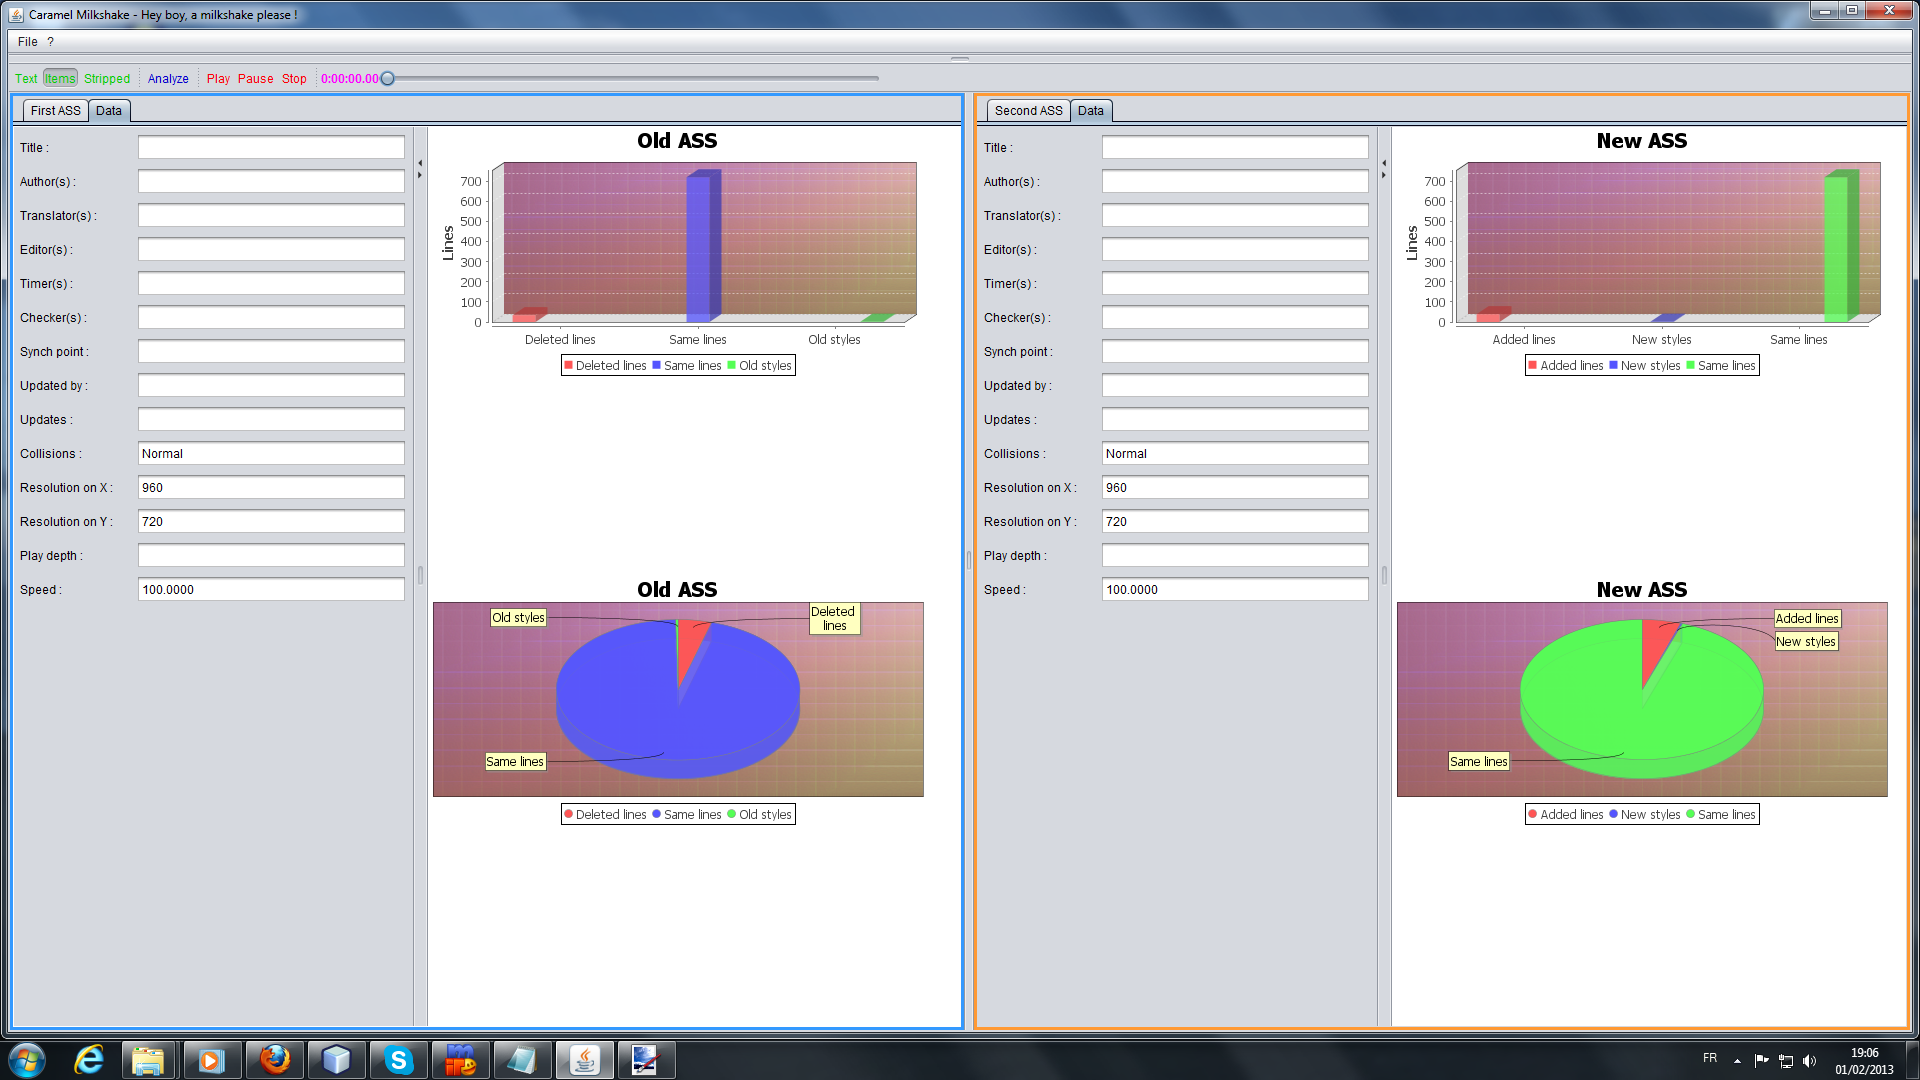 Caramel Milkshake - Hey boy, a milkshake please !
File ?
Text Items Stripped Analyze Play Pause Stop 0:00:00.00
First ASS Data
Title :
Author(s) :
Translator(s) :
Editor(s) :
Timer(s) :
Checker(s) :
Synch point :
Updated by :
Updates :
Collisions : Normal
Resolution on X : 960
Resolution on Y : 720
Play depth :
Speed : 100.0000
Old ASS
Lines
700
600
500
400
300
200
100
0
Deleted lines Same lines Old styles
Deleted lines Same lines Old styles
Old ASS
Old styles
Deleted
lines
Same lines
Deleted lines Same lines Old styles
Second ASS Data
Title :
Author(s) :
Translator(s) :
Editor(s) :
Timer(s) :
Checker(s) :
Synch point :
Updated by :
Updates :
Collisions : Normal
Resolution on X : 960
Resolution on Y : 720
Play depth :
Speed : 100.0000
New ASS
Lines
700
600
500
400
300
200
100
0
Added lines New styles Same lines
Added lines New styles Same lines
New ASS
Added lines
New styles
Same lines
Added lines New styles Same lines
FR
19:06
01/02/2013